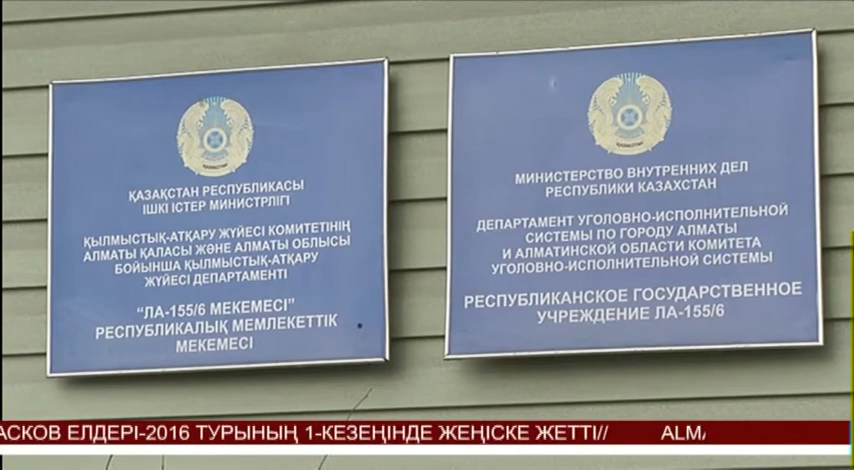 ҚАЗАҚСТАН РЕСПУБЛИКАСЫ
ІШКІ ІСТЕР МИНИСТРЛІГІ
ҚЫЛМЫСТЫҚ-АТҚАРУ ЖҮЙЕСІ КОМИТЕТІНІҢ
АЛМАТЫ ҚАЛАСЫ ЖӘНЕ АЛМАТЫ ОБЛЫСЫ
БОЙЫНША ҚЫЛМЫСТЫҚ-АТҚАРУ
ЖҮЙЕСІ ДЕПАРТАМЕНТІ
"ЛА-155/6 МЕКЕМЕСІ"
РЕСПУБЛИКАЛЫҚ МЕМЛЕКЕТТІК
МЕКЕМЕСІ
МИНИСТЕРСТВО ВНУТРЕННИХ ДЕЛ
РЕСПУБЛИКИ КАЗАХСТАН
ДЕПАРТАМЕНТ УГОЛОВНО-ИСПОЛНИТЕЛЬНОЙ
СИСТЕМЫ ПО ГОРОДУ АЛМАТЫ
И АЛМАТИНСКОЙ ОБЛАСТИ КОМИТЕТА
УГОЛОВНО-ИСПОЛНИТЕЛЬНОЙ СИСТЕМЫ
РЕСПУБЛИКАНСКОЕ ГОСУДАРСТВЕННОЕ
УЧРЕЖДЕНИЕ ЛА-155/6
АСКОВ ЕЛДЕРІ-2016 ТУРЫНЫҢ 1-КЕЗЕҢІНДЕ ЖЕҢІСКЕ ЖЕТТІ// ALMA